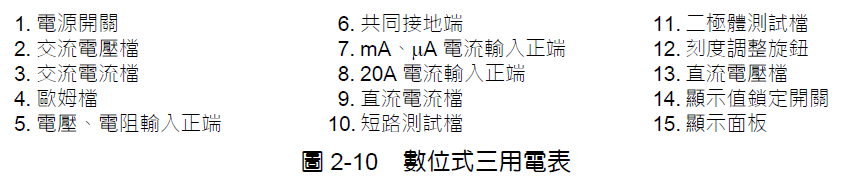 1. 電源開關
2. 交流電壓檔
3. 交流電流檔
4. 歐姆檔
5. 電壓、電阻輸入正端
6. 共同接地端
7. mA、μA 電流輸入正端
8. 20A 電流輸入正端
9. 直流電流檔
10. 短路測試檔
11. 二極體測試檔
12. 刻度調整旋鈕
13. 直流電壓檔
14. 顯示值鎖定開關
15. 顯示面板
圖 2-10 數位式三用電表